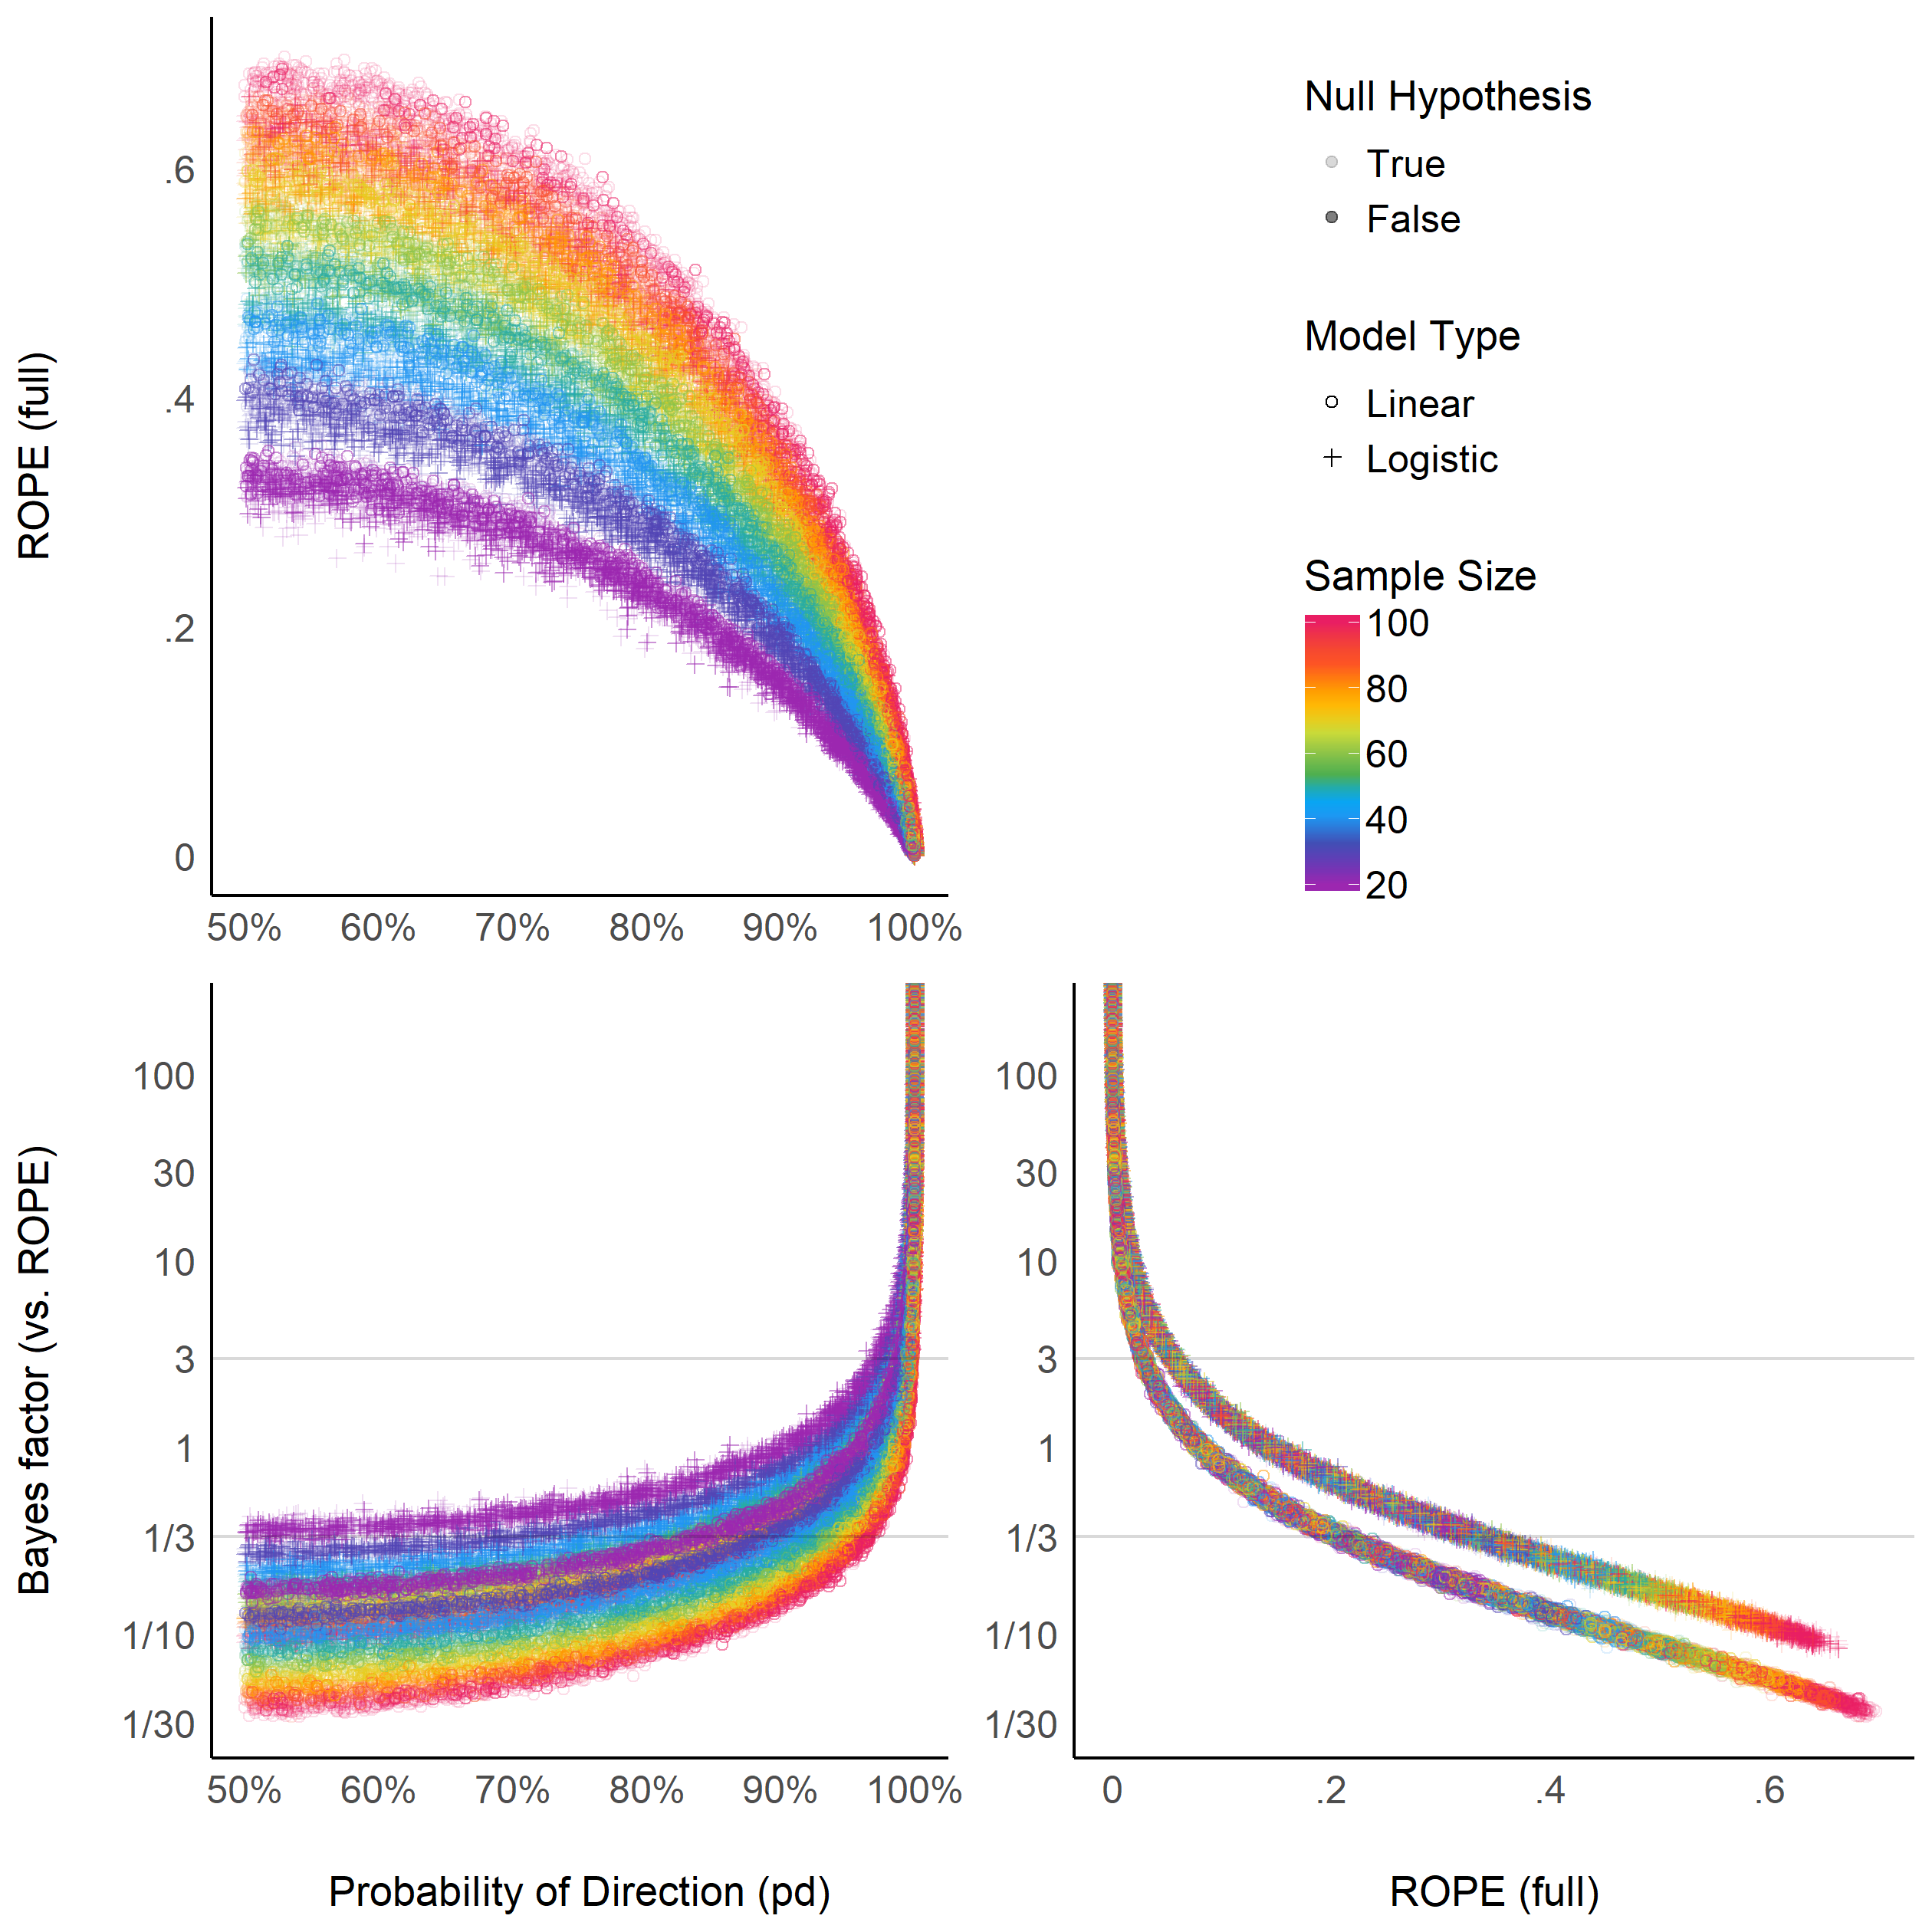 ROPE (full)
.6
.4
.2
0
50% 60% 70% 80% 90% 100%
Null Hypothesis
True
False
Model Type
Linear
Logistic
Sample Size
100
80
60
40
20
Bayes factor (vs. ROPE)
100
30
10
3
1
1/3
1/10
1/30
50% 60% 70% 80% 90% 100%
Probability of Direction (pd)
100
30
10
3
1
1/3
1/10
1/30
0 .2 .4 .6
ROPE (full)